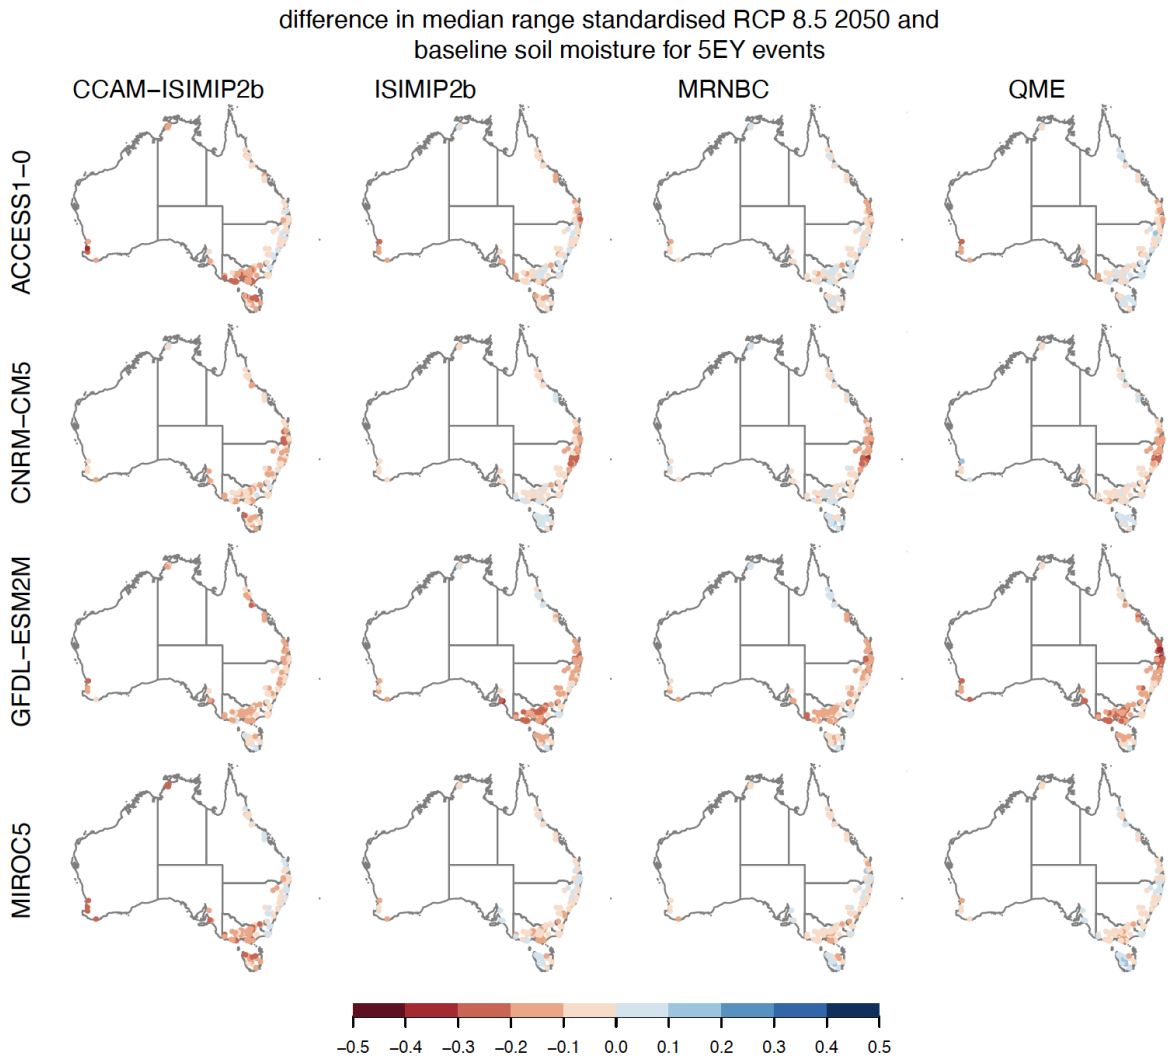 difference in median range standardised RCP 8.5 2050 and
baseline soil moisture for 5EY events
CCAM−ISIMIP2b
ISIMIP2b
MRNBC
QME
ACCESS1−0
CNRM−CM5
GFDL−ESM2M
MIROC5
−0.5 −0.4 −0.3 −0.2 −0.1 0.0 0.1 0.2 0.3 0.4 0.5